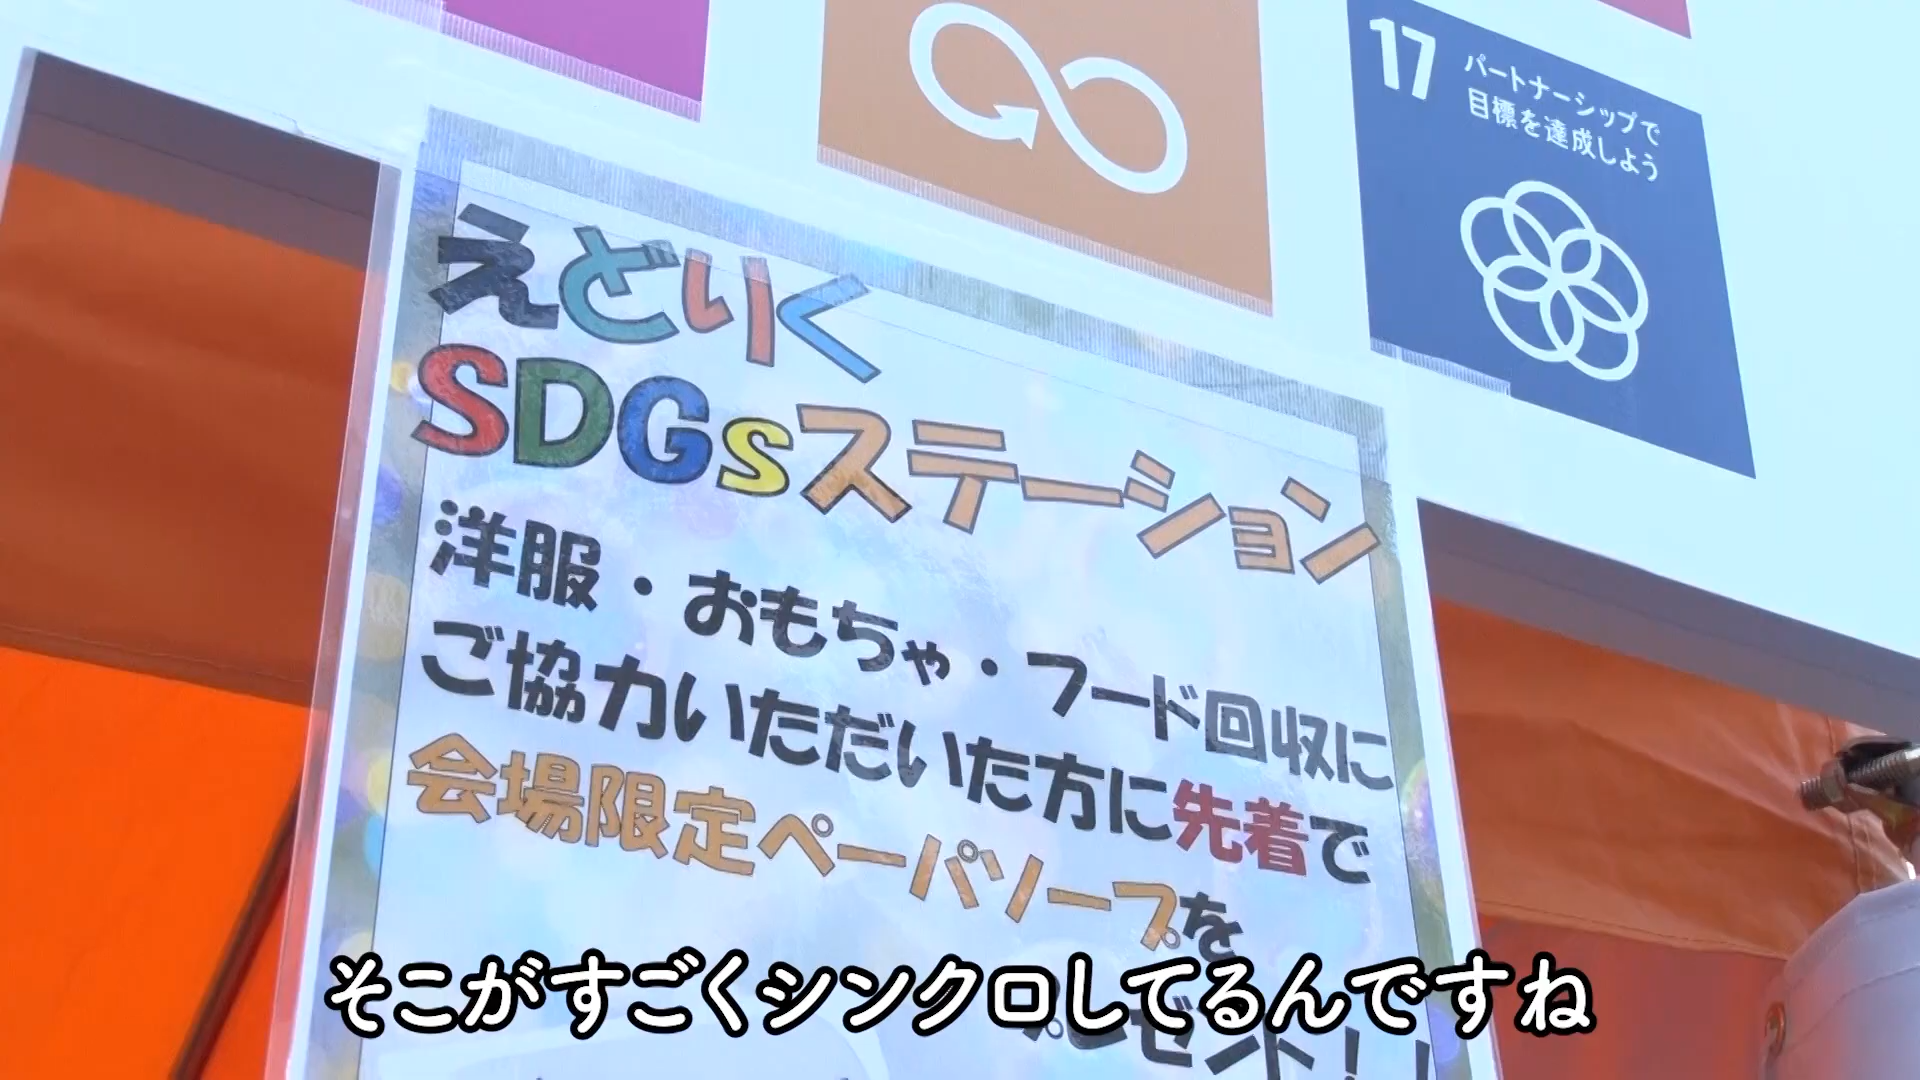 17
パートナーシップで
目標を達成しよう
えどいく
SDGsステーション
洋服・おもちゃ・フード回収に
ご協力いただいた方に先着で
会場限定ペーパソープを
そこがすごくシンクロしてるんですね